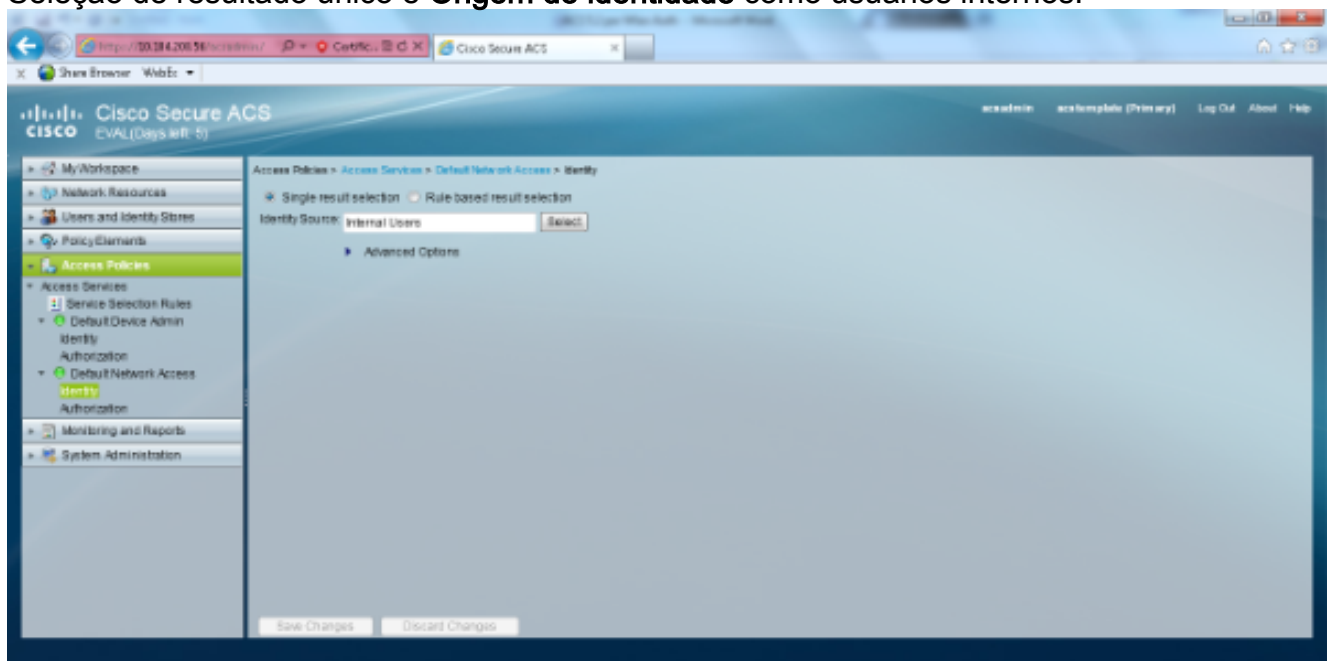 Seleção de resultado único e Origem de Identidade como usuários internos.
Cisco Secure ACS
Share Browser WebEx
Cisco Secure ACS
CISCO EVAL(Days left: 5)
acsadmin acstemplate (Primary) Log Out About Help
My Workspace
Network Resources
Users and Identity Stores
Policy Elements
Access Policies
Access Services
Service Selection Rules
Default Device Admin
Identity
Authorization
Default Network Access
Identity
Authorization
Monitoring and Reports
System Administration
Access Policies > Access Services > Default Network Access > Identity
Single result selection Rule based result selection
Identity Source: Internal Users Select
Advanced Options
Save Changes Discard Changes